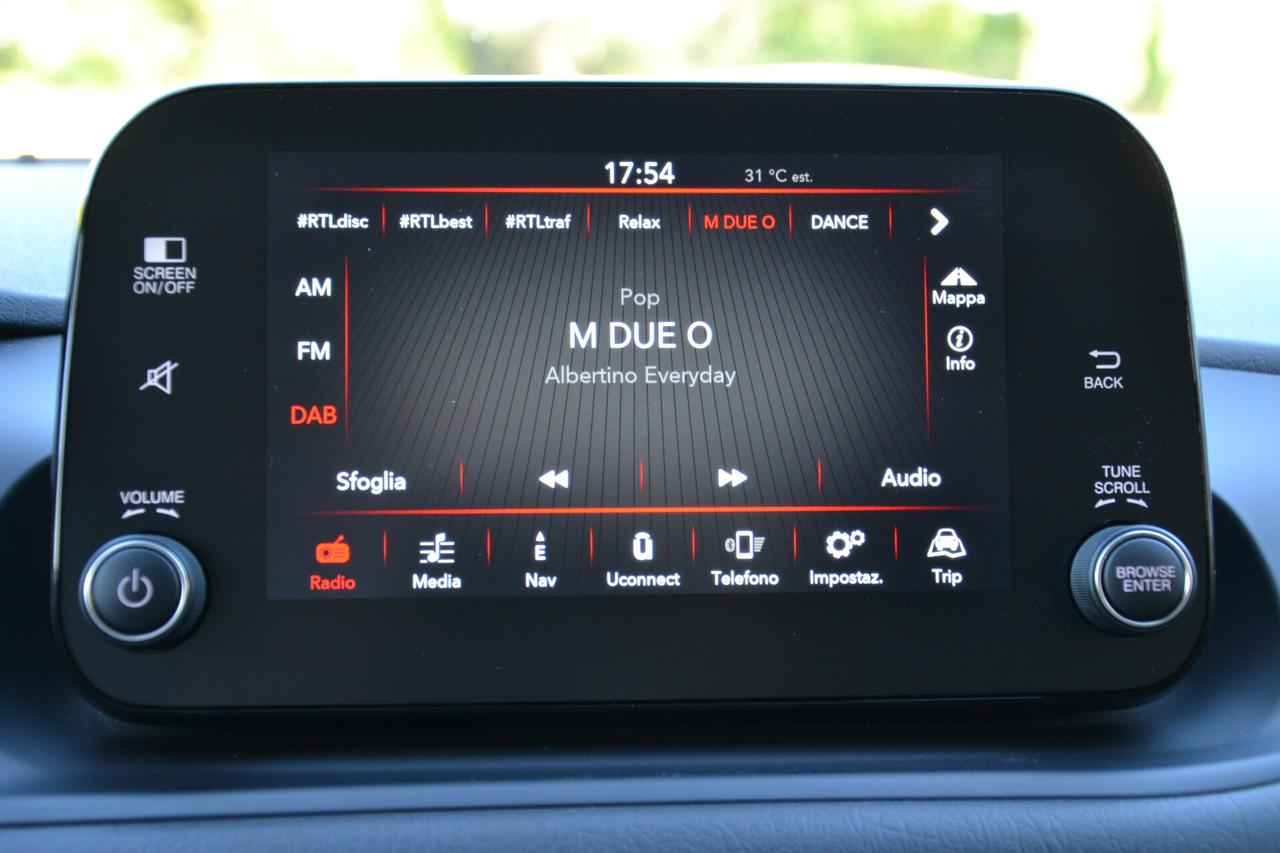 17:54
31 °C est.
#RTLdisc
#RTLbest
#RTLtraf
Relax
M DUE O
DANCE
SCREEN
ON/OFF
AM
FM
DAB
Pop
M DUE O
Albertino Everyday
Mappa
Info
BACK
Sfoglia
Audio
VOLUME
TUNE
SCROLL
Radio
Media
E
Nav
Uconnect
Telefono
Impostaz.
Trip
BROWSE
ENTER